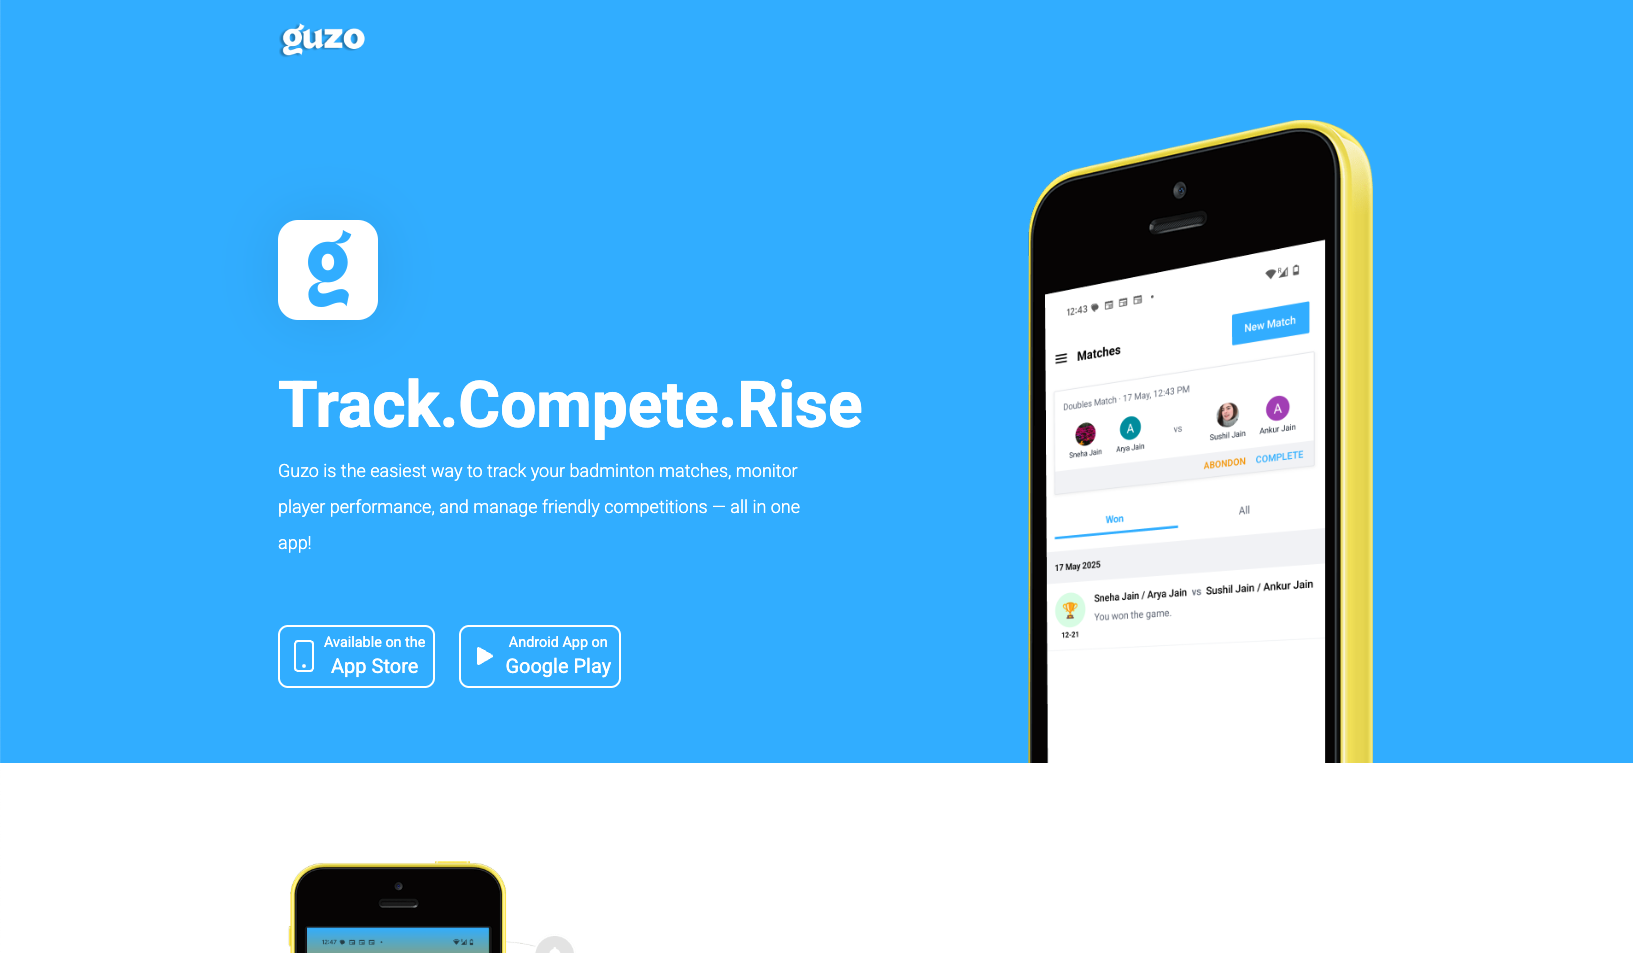 guzo
g
Track.Compete.Rise
Guzo is the easiest way to track your badminton matches, monitor
player performance, and manage friendly competitions — all in one
app!
Available on the
App Store
Android App on
Google Play
12:43
New Match
Matches
Doubles Match · 17 May, 12:43 PM
A
A
vs
Sneha Jain
Arya Jain
Sushil Jain
Ankur Jain
ABONDON COMPLETE
Won
All
17 May 2025
Sneha Jain / Arya Jain vs Sushil Jain / Ankur Jain
You won the game.
12-21
12:47